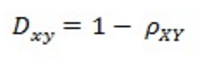 D_xy = 1 − ρ_XY